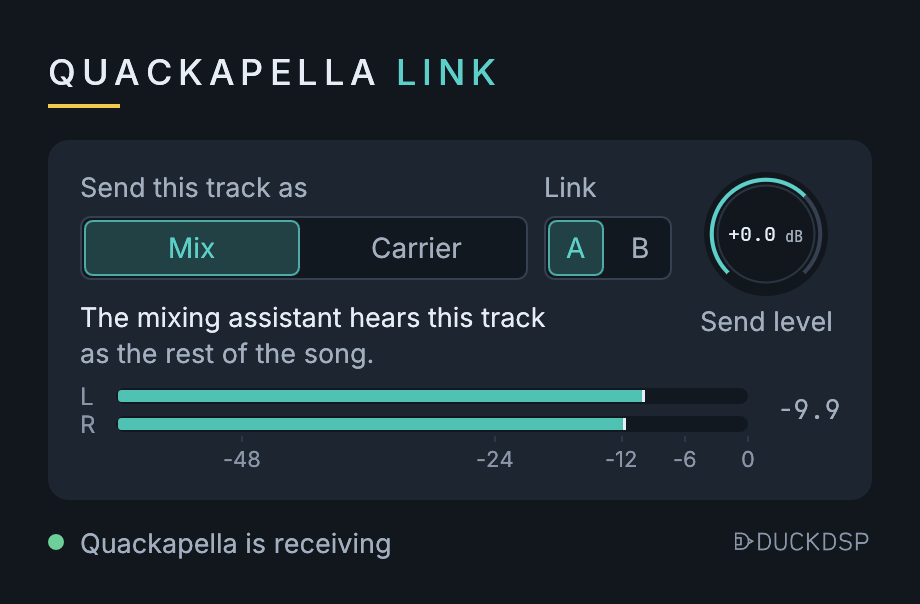 QUACKAPELLA LINK
Send this track as
Link
Mix
Carrier
A
B
+0.0 dB
Send level
The mixing assistant hears this track
as the rest of the song.
L
R
-9.9
-48
-24
-12
-6
0
Quackapella is receiving
DUCKDSP